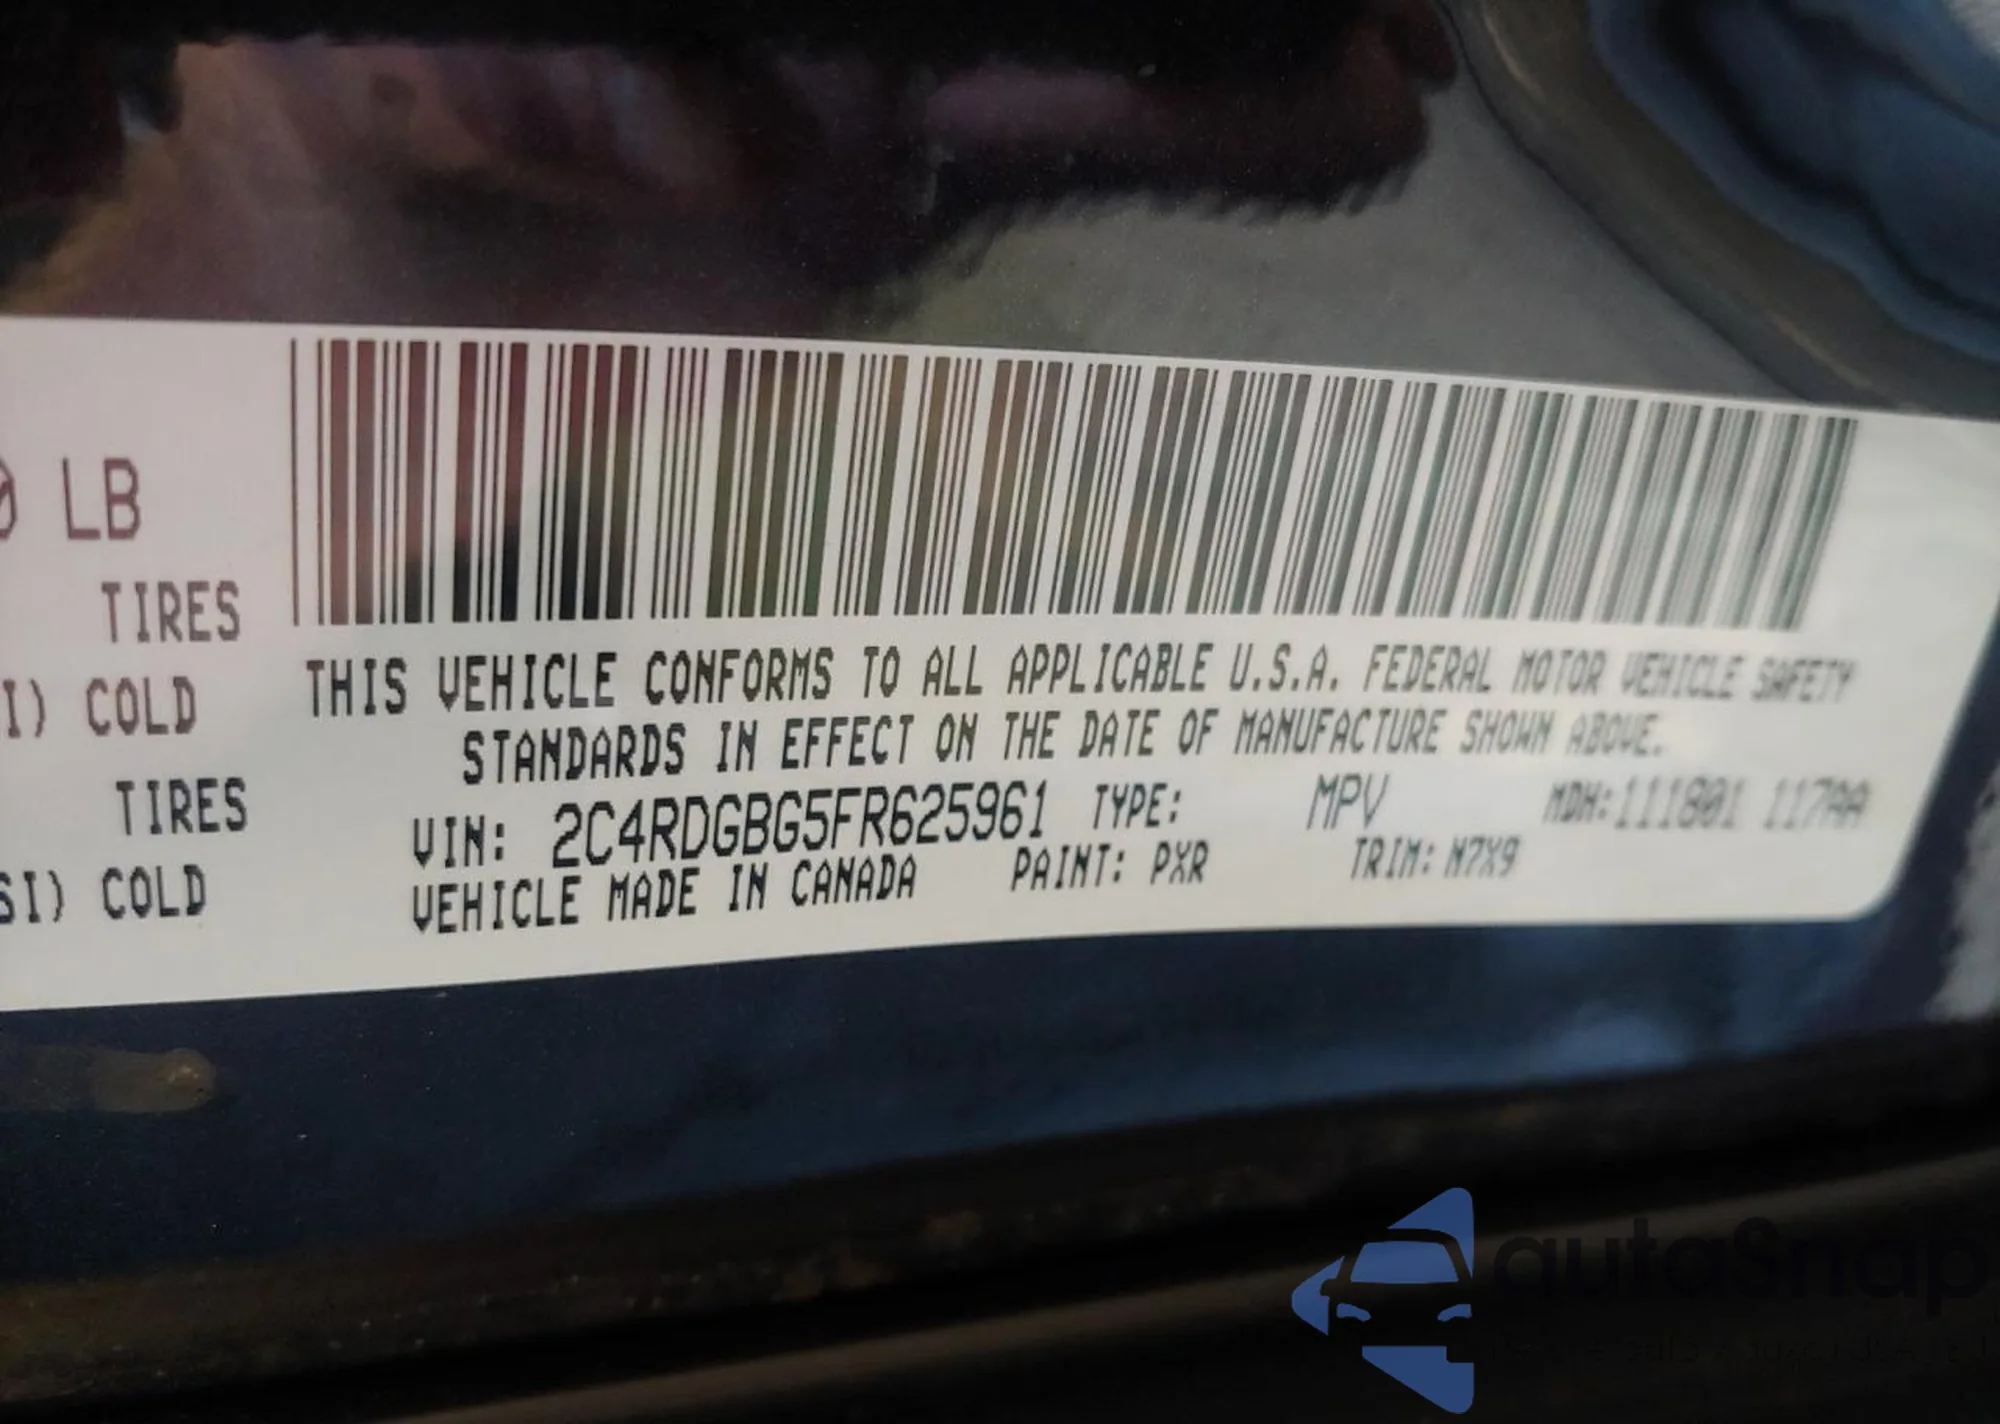 LB
TIRES
I) COLD
TIRES
SI) COLD
THIS VEHICLE CONFORMS TO ALL APPLICABLE U.S.A. FEDERAL MOTOR VEHICLE SAFETY
STANDARDS IN EFFECT ON THE DATE OF MANUFACTURE SHOWN ABOVE.
VIN: 2C4RDGBG5FR625961 TYPE: MPV MDH:111801 117AA
VEHICLE MADE IN CANADA PAINT: PXR TRIM: N7X9
autosnap